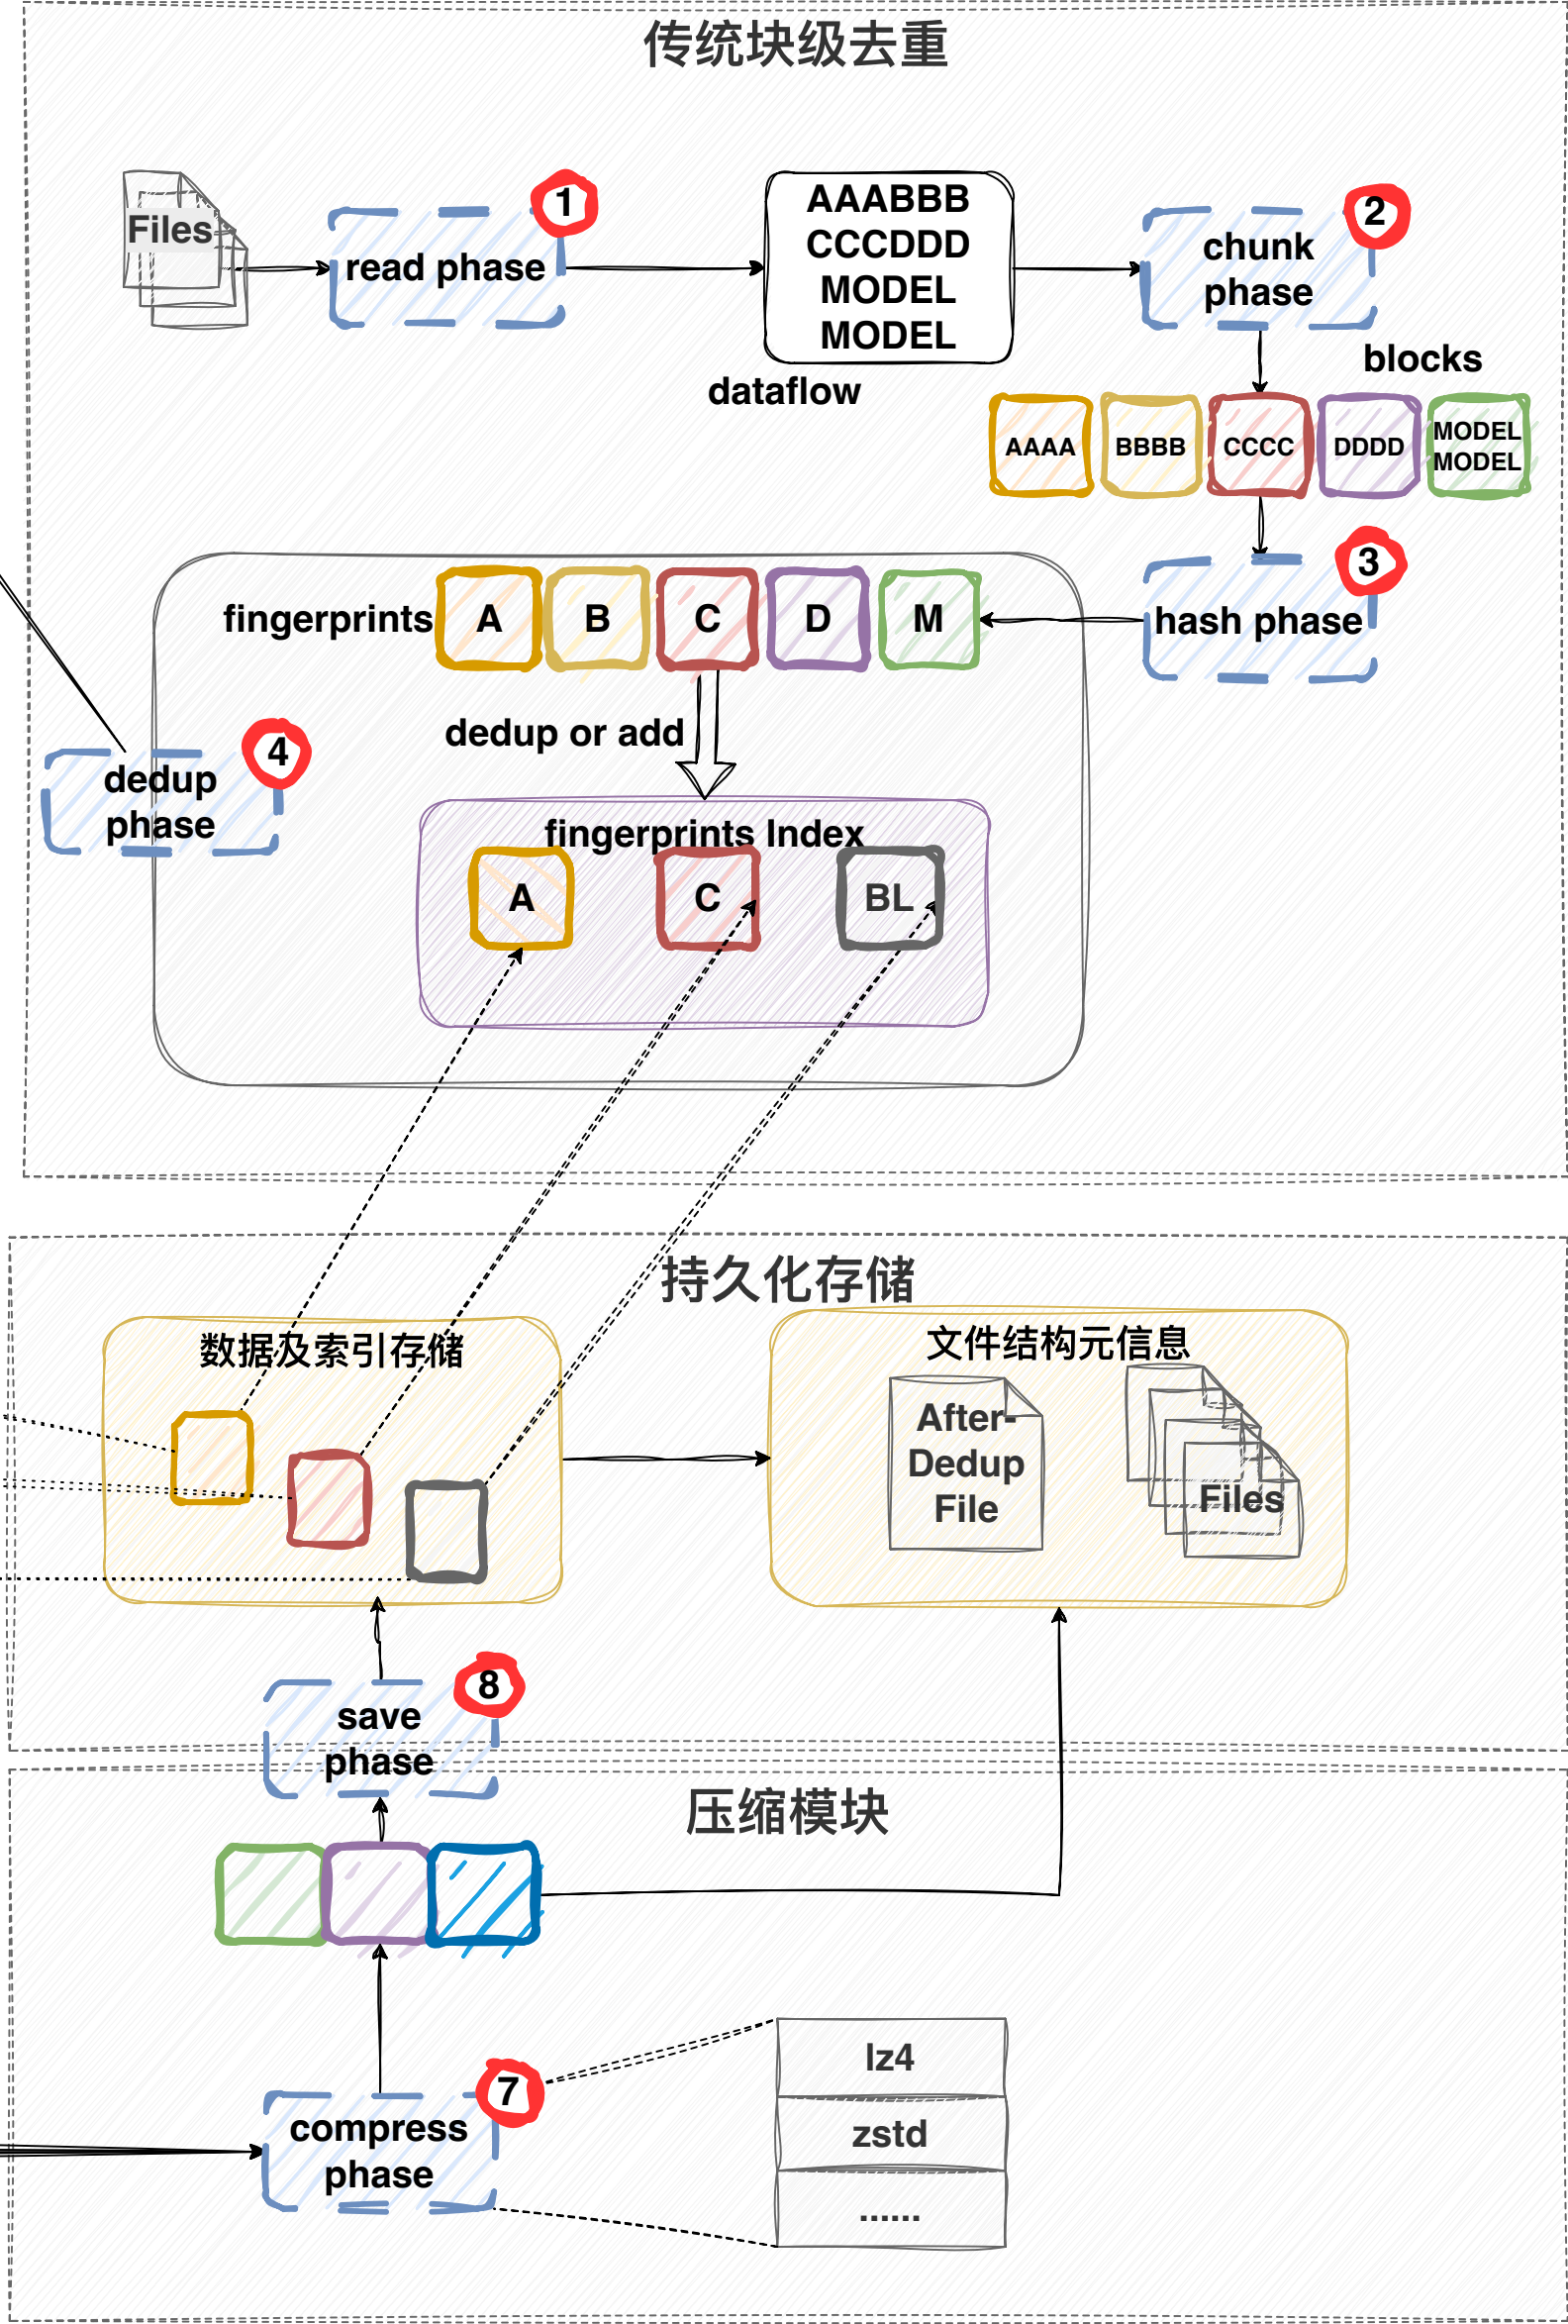 传统块级去重
Files
read phase
1
AAABBB
CCCDDD
MODEL
MODEL
dataflow
chunk
phase
2
blocks
AAAA
BBBB
CCCC
DDDD
MODEL
MODEL
hash phase
3
fingerprints
A
B
C
D
M
dedup or add
dedup
phase
4
fingerprints Index
A
C
BL
持久化存储
数据及索引存储
文件结构元信息
After-
Dedup
File
Files
save
phase
8
压缩模块
compress
phase
7
lz4
zstd
......